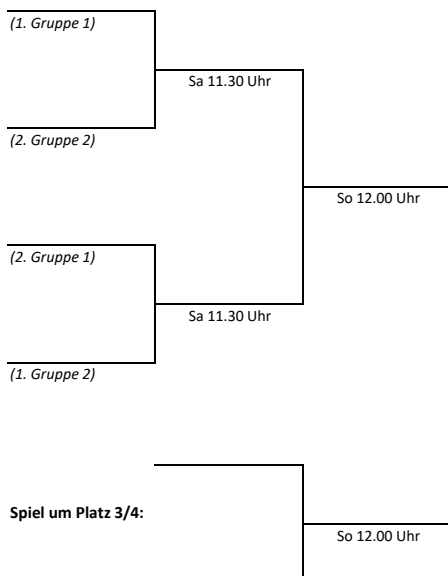 (1. Gruppe 1)
Sa 11.30 Uhr
(2. Gruppe 2)
So 12.00 Uhr
(2. Gruppe 1)
Sa 11.30 Uhr
(1. Gruppe 2)
Spiel um Platz 3/4:
So 12.00 Uhr